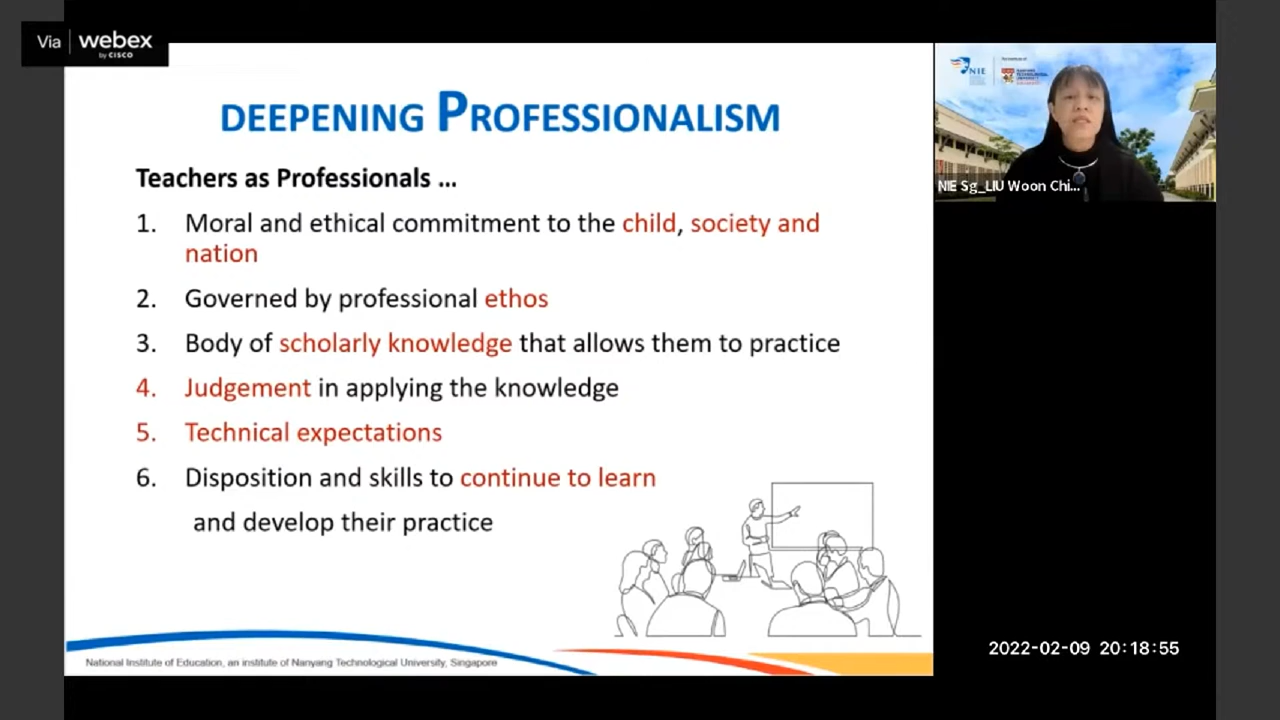 Via webex
by CISCO
DEEPENING PROFESSIONALISM
Teachers as Professionals ...
1. Moral and ethical commitment to the child, society and
nation
2. Governed by professional ethos
3. Body of scholarly knowledge that allows them to practice
4. Judgement in applying the knowledge
5. Technical expectations
6. Disposition and skills to continue to learn
and develop their practice
National Institute of Education, an institute of Nanyang Technological University, Singapore
NIE
NANYANG
TECHNOLOGICAL
UNIVERSITY
NIE Sg_LIU Woon Chi...
2022-02-09 20:18:55